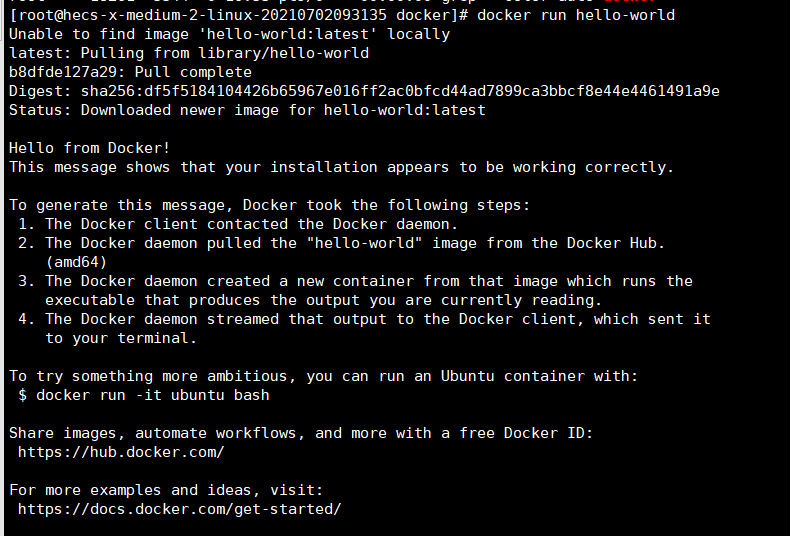 [root@hecs-x-medium-2-linux-20210702093135 docker]# docker run hello-world
Unable to find image 'hello-world:latest' locally
latest: Pulling from library/hello-world
b8dfde127a29: Pull complete
Digest: sha256:df5f5184104426b65967e016ff2ac0bfcd44ad7899ca3bbcf8e44e4461491a9e
Status: Downloaded newer image for hello-world:latest
Hello from Docker!
This message shows that your installation appears to be working correctly.
To generate this message, Docker took the following steps:
1. The Docker client contacted the Docker daemon.
2. The Docker daemon pulled the "hello-world" image from the Docker Hub.
(amd64)
3. The Docker daemon created a new container from that image which runs the
executable that produces the output you are currently reading.
4. The Docker daemon streamed that output to the Docker client, which sent it
to your terminal.
To try something more ambitious, you can run an Ubuntu container with:
$ docker run -it ubuntu bash
Share images, automate workflows, and more with a free Docker ID:
https://hub.docker.com/
For more examples and ideas, visit:
https://docs.docker.com/get-started/